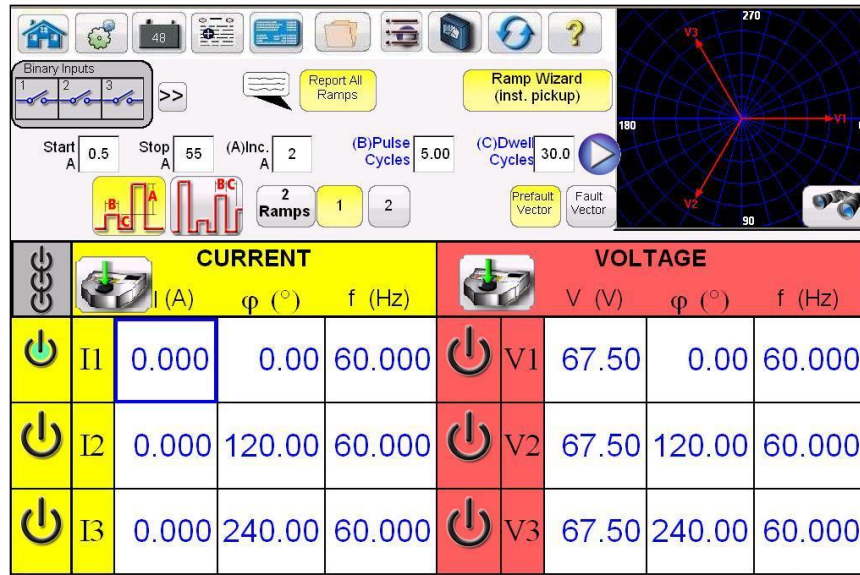 48
270
V3
180
V1
V2
90
Binary Inputs
1 2 3
>>
Report All
Ramps
Ramp Wizard
(inst. pickup)
Start
A
0.5
Stop
A
55
(A)Inc.
A
2
(B)Pulse
Cycles
5.00
(C)Dwell
Cycles
30.0
B C A
B C
2
Ramps
1
2
Prefault
Vector
Fault
Vector
CURRENT VOLTAGE
I (A) φ (°) f (Hz) V (V) φ (°) f (Hz)
I1 0.000 0.00 60.000 V1 67.50 0.00 60.000
I2 0.000 120.00 60.000 V2 67.50 120.00 60.000
I3 0.000 240.00 60.000 V3 67.50 240.00 60.000